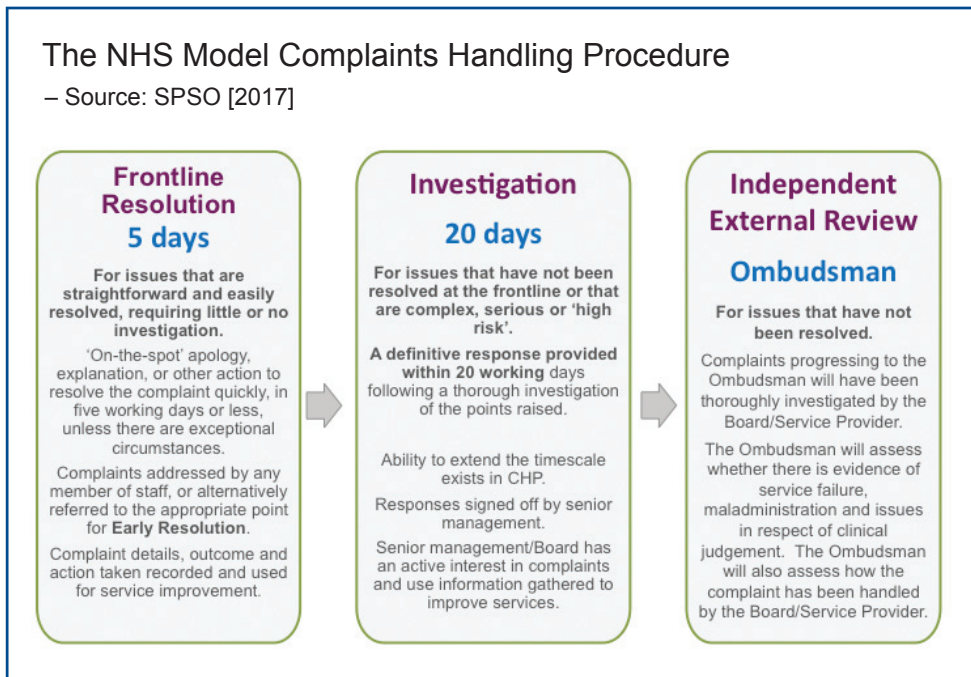 The NHS Model Complaints Handling Procedure
– Source: SPSO [2017]
Frontline
Resolution
5 days
For issues that are
straightforward and easily
resolved, requiring little or no
investigation.
‘On-the-spot’ apology,
explanation, or other action to
resolve the complaint quickly, in
five working days or less,
unless there are exceptional
circumstances.
Complaints addressed by any
member of staff, or alternatively
referred to the appropriate point
for Early Resolution.
Complaint details, outcome and
action taken recorded and used
for service improvement.
Investigation
20 days
For issues that have not been
resolved at the frontline or that
are complex, serious or ‘high
risk’.
A definitive response provided
within 20 working days
following a thorough investigation
of the points raised.
Ability to extend the timescale
exists in CHP.
Responses signed off by senior
management.
Senior management/Board has
an active interest in complaints
and use information gathered to
improve services.
Independent
External Review
Ombudsman
For issues that have not
been resolved.
Complaints progressing to the
Ombudsman will have been
thoroughly investigated by the
Board/Service Provider.
The Ombudsman will assess
whether there is evidence of
service failure,
maladministration and issues
in respect of clinical
judgement. The Ombudsman
will also assess how the
complaint has been handled
by the Board/Service Provider.